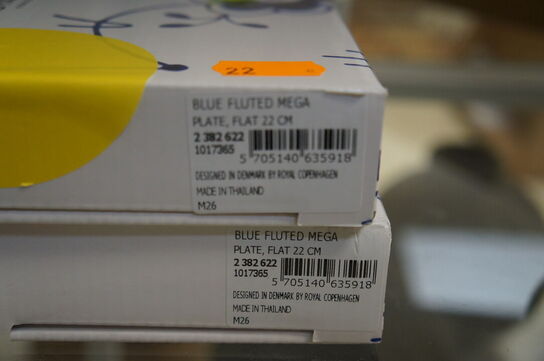 22
BLUE FLUTED MEGA
PLATE, FLAT 22 CM
2 382 622
1017365
5 705140 635918
DESIGNED IN DENMARK BY ROYAL COPENHAGEN
MADE IN THAILAND
M26
BLUE FLUTED MEGA
PLATE, FLAT 22 CM
2 382 622
1017365
5 705140 635918
DESIGNED IN DENMARK BY ROYAL COPENHAGEN
MADE IN THAILAND
M26